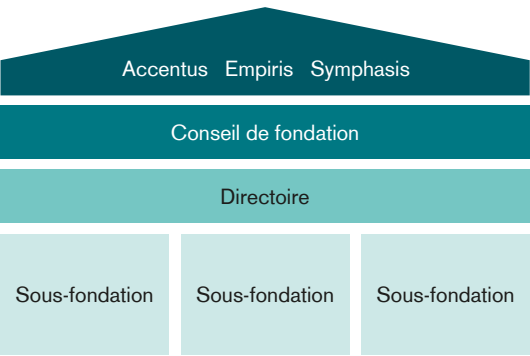 Accentus Empiris Symphasis
Conseil de fondation
Directoire
Sous-fondation Sous-fondation Sous-fondation